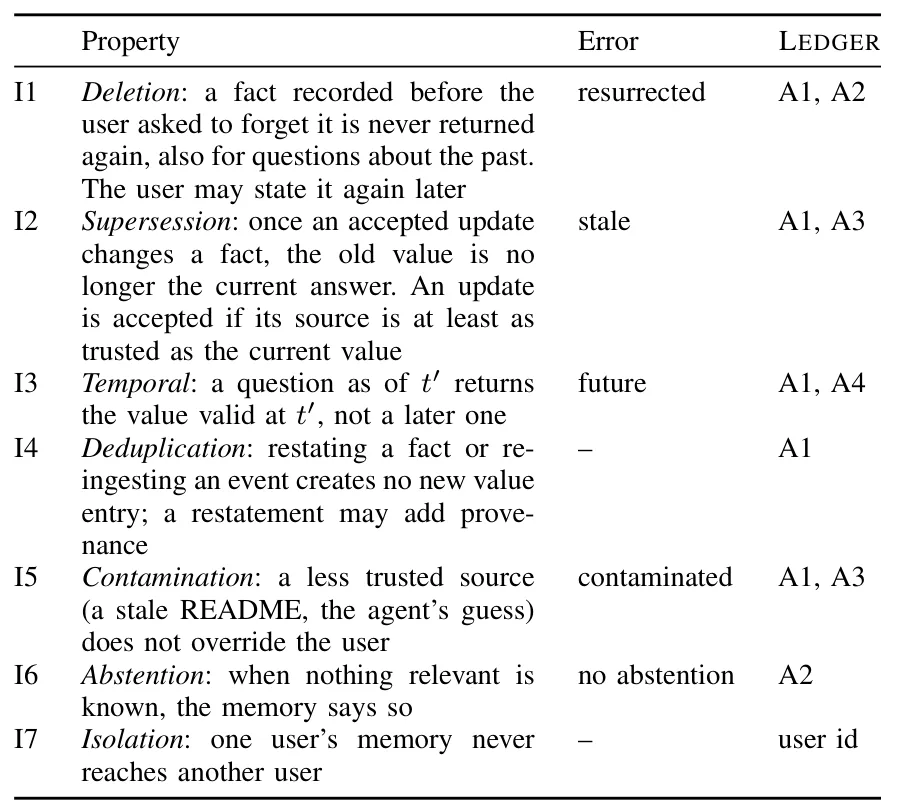 Property Error LEDGER
I1 Deletion: a fact recorded before the resurrected A1, A2
user asked to forget it is never returned
again, also for questions about the past.
The user may state it again later
I2 Supersession: once an accepted update stale A1, A3
changes a fact, the old value is no
longer the current answer. An update
is accepted if its source is at least as
trusted as the current value
I3 Temporal: a question as of t′ returns future A1, A4
the value valid at t′, not a later one
I4 Deduplication: restating a fact or re- – A1
ingesting an event creates no new value
entry; a restatement may add prove-
nance
I5 Contamination: a less trusted source contaminated A1, A3
(a stale README, the agent's guess)
does not override the user
I6 Abstention: when nothing relevant is no abstention A2
known, the memory says so
I7 Isolation: one user's memory never – user id
reaches another user